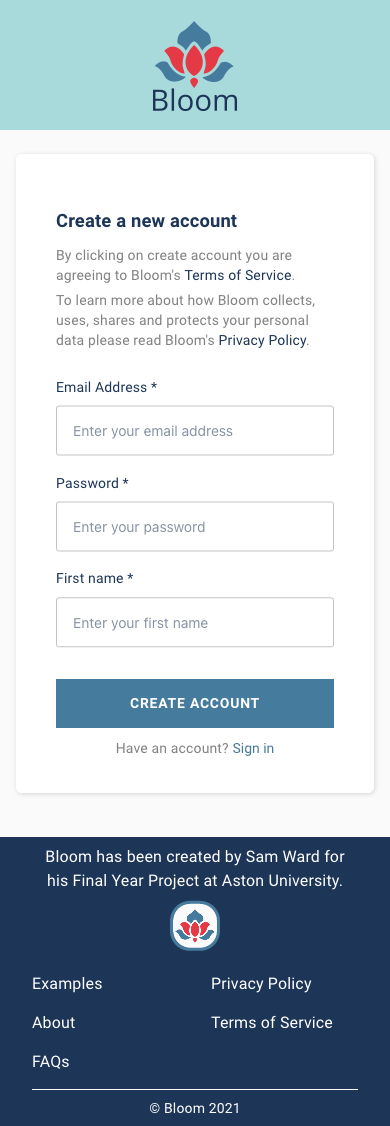 Bloom
Create a new account
By clicking on create account you are
agreeing to Bloom's Terms of Service.
To learn more about how Bloom collects,
uses, shares and protects your personal
data please read Bloom's Privacy Policy.
Email Address *
Enter your email address
Password *
Enter your password
First name *
Enter your first name
CREATE ACCOUNT
Have an account? Sign in
Bloom has been created by Sam Ward for
his Final Year Project at Aston University.
Examples
Privacy Policy
About
Terms of Service
FAQs
© Bloom 2021